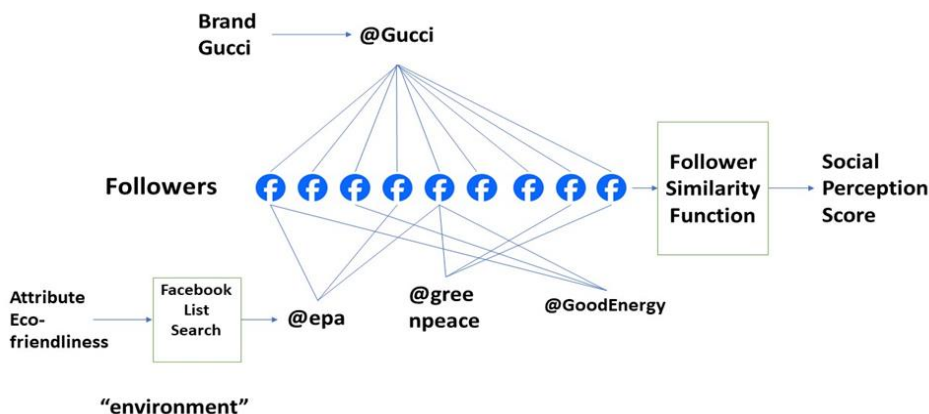 Brand
Gucci
@Gucci
Followers
Follower
Similarity
Function
Social
Perception
Score
Attribute
Eco-
friendliness
Facebook
List
Search
@epa
@gree
npeace
@GoodEnergy
“environment”